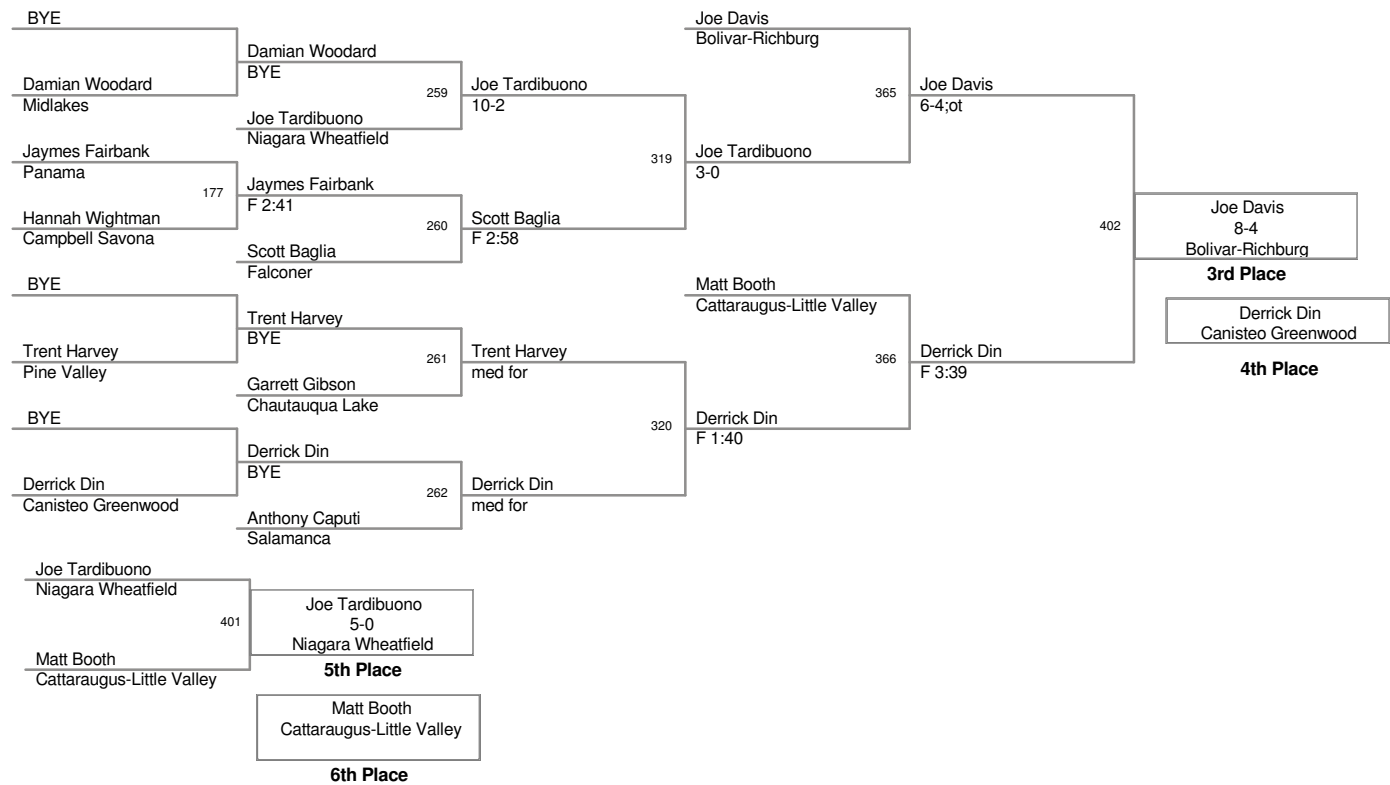 BYE
Damian Woodard
Midlakes
Jaymes Fairbank
Panama
177
Hannah Wightman
Campbell Savona
BYE
Trent Harvey
Pine Valley
BYE
Derrick Din
Canisteo Greenwood
Damian Woodard
BYE
259
Joe Tardibuono
Niagara Wheatfield
Jaymes Fairbank
F 2:41
260
Scott Baglia
Falconer
Trent Harvey
BYE
261
Garrett Gibson
Chautauqua Lake
Derrick Din
BYE
262
Anthony Caputi
Salamanca
Joe Tardibuono
10-2
319
Scott Baglia
F 2:58
Trent Harvey
med for
320
Derrick Din
med for
Joe Davis
Bolivar-Richburg
365
Joe Tardibuono
3-0
Matt Booth
Cattaraugus-Little Valley
366
Derrick Din
F 1:40
Joe Davis
6-4;ot
402
Derrick Din
F 3:39
Joe Davis
8-4
Bolivar-Richburg
3rd Place
Derrick Din
Canisteo Greenwood
4th Place
Joe Tardibuono
Niagara Wheatfield
401
Matt Booth
Cattaraugus-Little Valley
Joe Tardibuono
5-0
Niagara Wheatfield
5th Place
Matt Booth
Cattaraugus-Little Valley
6th Place